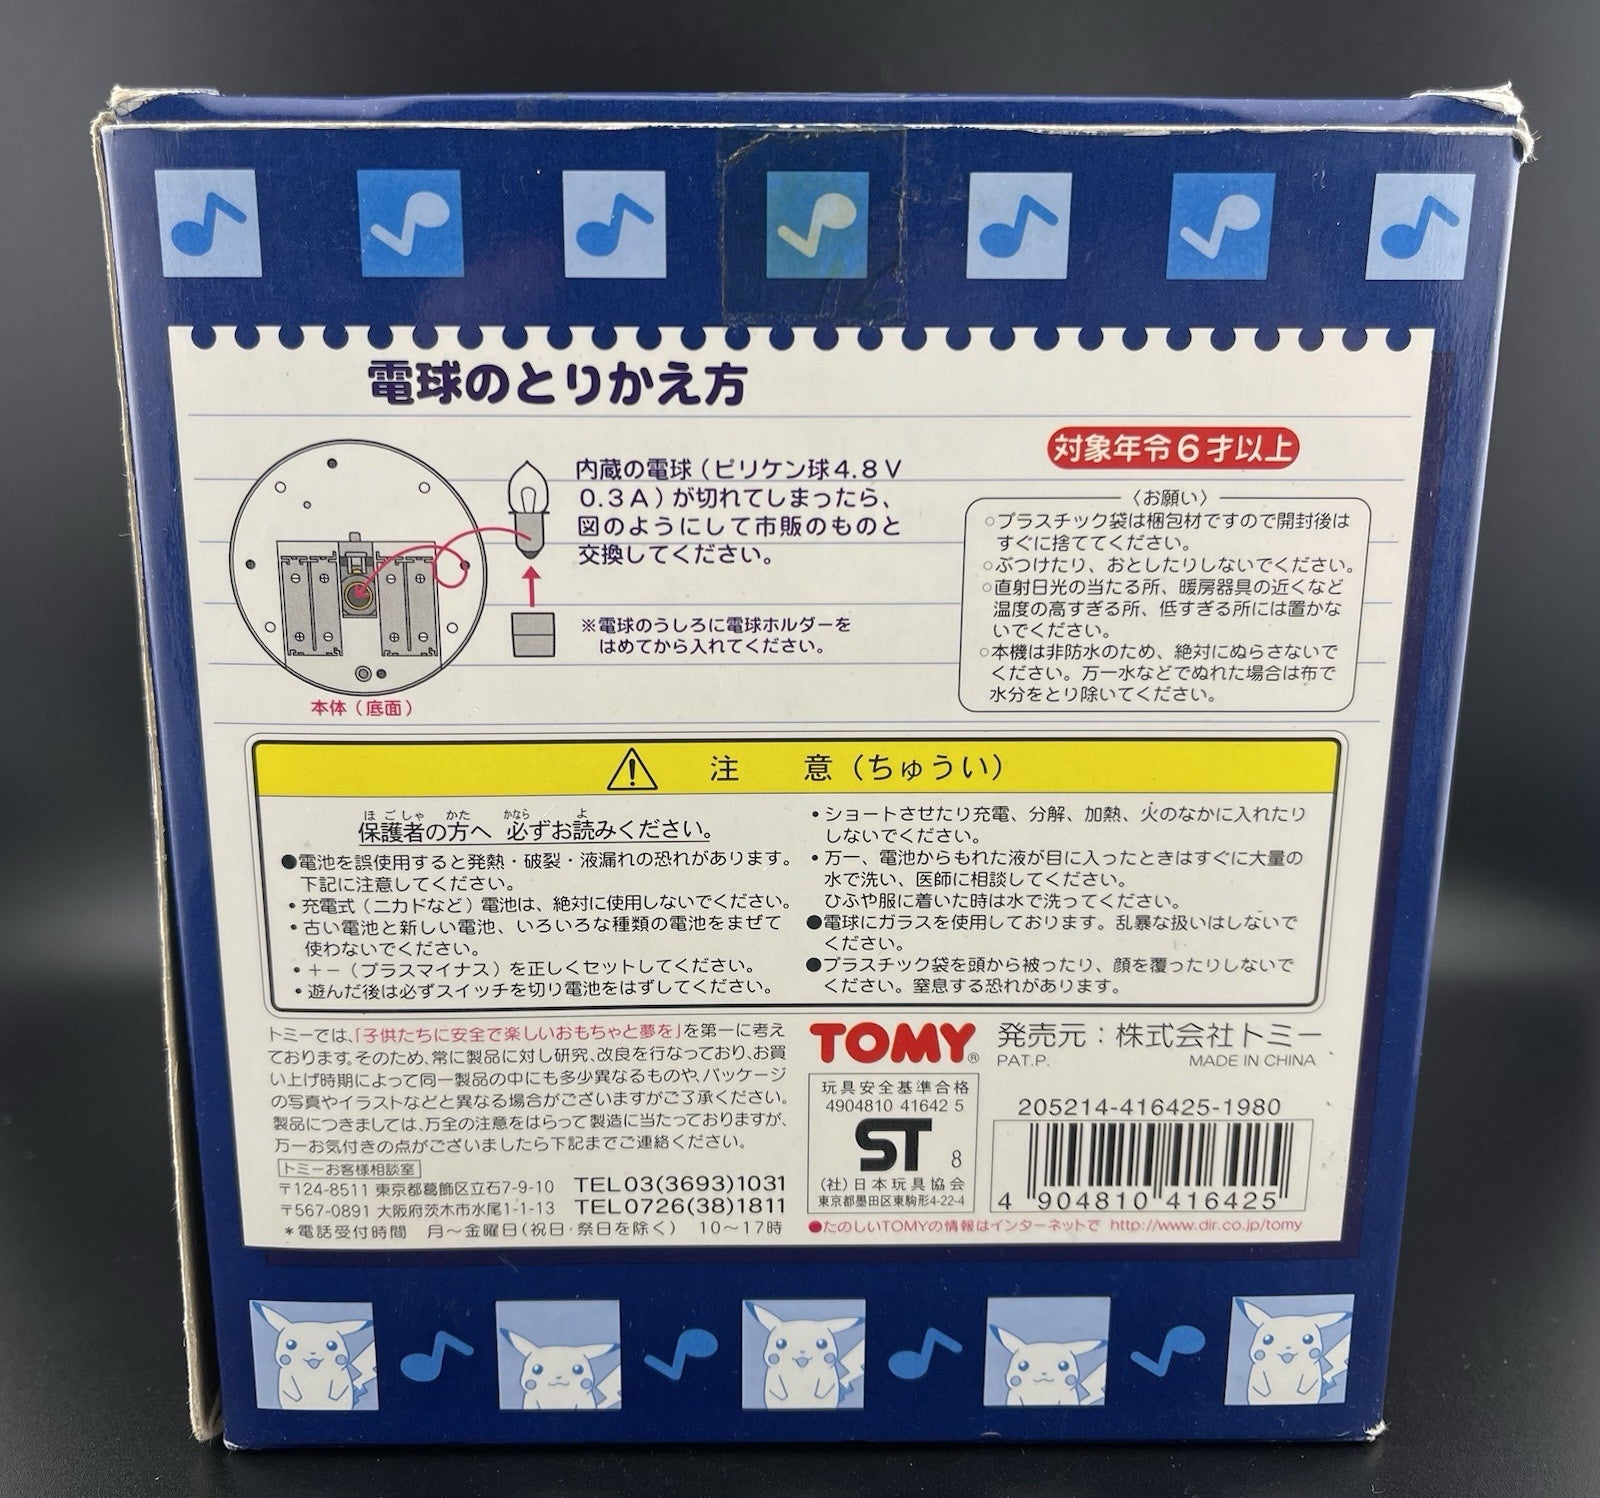 電球のとりかえ方
内蔵の電球(ピリケン球4.8V
0.3A)が切れてしまったら、
図のようにして市販のものと
交換してください。
※電球のうしろに電球ホルダーを
はめてから入れてください。
本体(底面)
対象年令6才以上
〈お願い〉
○プラスチック袋は梱包材ですので開封後は
すぐに捨ててください。
○ぶつけたり、おとしたりしないでください。
○直射日光の当たる所、暖房器具の近くなど
温度の高すぎる所、低すぎる所には置かな
いでください。
○本機は非防水のため、絶対にぬらさないで
ください。万一水などでぬれた場合は布で
水分をとり除いてください。
注 意(ちゅうい)
ほごしゃ かた かなら よ
保護者の方へ 必ずお読みください。
●電池を誤使用すると発熱・破裂・液漏れの恐れがあります。
下記に注意してください。
・充電式(ニカドなど)電池は、絶対に使用しないでください。
・古い電池と新しい電池、いろいろな種類の電池をまぜて
使わないでください。
・+-(プラスマイナス)を正しくセットしてください。
・遊んだ後は必ずスイッチを切り電池をはずしてください。
・ショートさせたり充電、分解、加熱、火のなかに入れたり
しないでください。
・万一、電池からもれた液が目に入ったときはすぐに大量の
水で洗い、医師に相談してください。
ひふや服に着いた時は水で洗ってください。
●電球にガラスを使用しております。乱暴な扱いはしないで
ください。
●プラスチック袋を頭から被ったり、顔を覆ったりしないで
ください。窒息する恐れがあります。
トミーでは、「子供たちに安全で楽しいおもちゃと夢を」を第一に考え
ております。そのため、常に製品に対し研究、改良を行なっており、お買
い上げ時期によって同一製品の中にも多少異なるものや、パッケージ
の写真やイラストなどと異なる場合がございますがご了承ください。
製品につきましては、万全の注意をはらって製造に当たっておりますが、
万一お気付きの点がございましたら下記までご連絡ください。
トミーお客様相談室
〒124-8511 東京都葛飾区立石7-9-10 TEL03(3693)1031
〒567-0891 大阪府茨木市水尾1-1-13 TEL0726(38)1811
*電話受付時間 月〜金曜日(祝日・祭日を除く) 10〜17時
TOMY® 発売元:株式会社トミー
PAT.P. MADE IN CHINA
玩具安全基準合格
4904810 41642 5
ST 8
(社)日本玩具協会
東京都墨田区東駒形4-22-4
205214-416425-1980
4 904810 416425
●たのしいTOMYの情報はインターネットで http://www.dir.co.jp/tomy